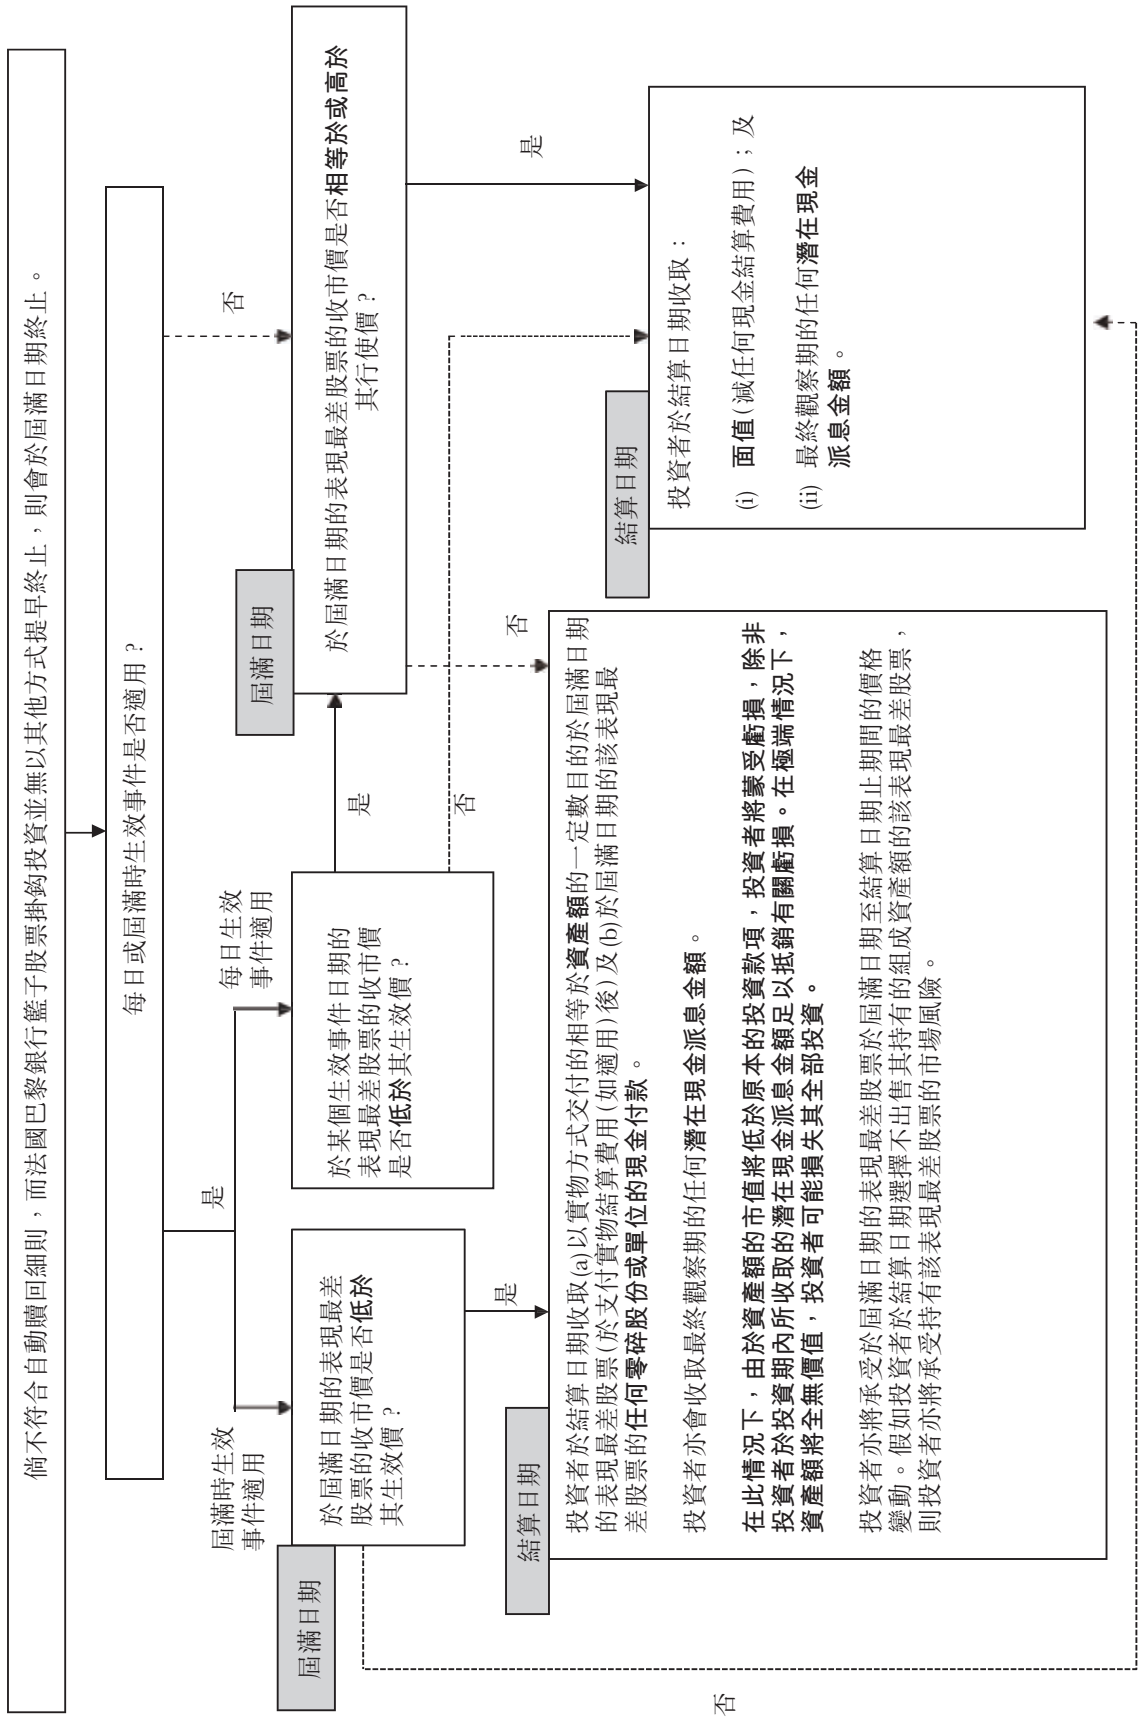 倘不符合自動贖回細則，而法國巴黎銀行籃子股票掛鈎投資並無以其他方式提早終止，則會於屆滿日期終止。
每日或屆滿時生效事件是否適用？
是
否
屆滿時生效
事件適用
每日生效
事件適用
屆滿日期
於屆滿日期的表現最差
股票的收市價是否低於
其生效價？
於某個生效事件日期的
表現最差股票的收市價
是否低於其生效價？
是
否
屆滿日期
於屆滿日期的表現最差股票的收市價是否相等於或高於
其行使價？
是
否
是
結算日期
投資者於結算日期收取(a)以實物方式交付的相等於資產額的一定數目的於屆滿日期
的表現最差股票(於支付實物結算費用(如適用)後)及(b)於屆滿日期的該表現最
差股票的任何零碎股份或單位的現金付款。
投資者亦會收取最終觀察期的任何潛在現金派息金額。
在此情況下，由於資產額的市值將低於原本的投資款項，投資者將蒙受虧損，除非
投資者於投資期內所收取的潛在現金派息金額足以抵銷有關虧損。在極端情況下，
資產額將全無價值，投資者可能損失其全部投資。
投資者亦將承受於屆滿日期的表現最差股票於屆滿日期至結算日期止期間的價格
變動。假如投資者於結算日期選擇不出售其持有的組成資產額的該表現最差股票，
則投資者亦將承受持有該表現最差股票的市場風險。
結算日期
投資者於結算日期收取：
(i) 面值(減任何現金結算費用)；及
(ii) 最終觀察期的任何潛在現金
派息金額。
否